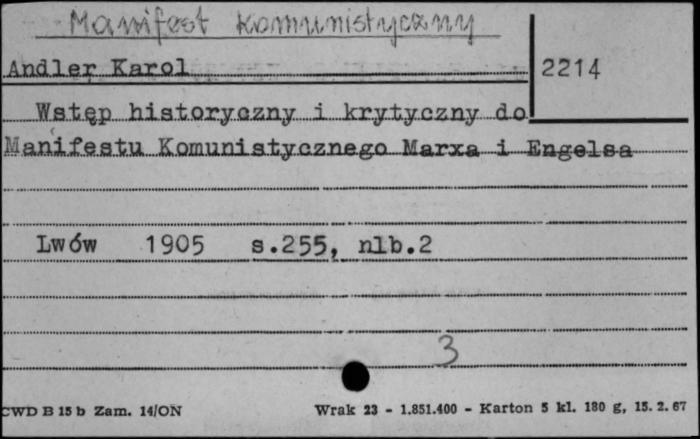 Manifest komunistyczny
Andler Karol
2214
Wstęp historyczny i krytyczny do
Manifestu Komunistycznego Marxa i Engelsa
Lwów 1905 s.255, nlb.2
3
CWD B 15 b Zam. 14/ON Wrak 23 - 1.851.400 - Karton 5 kl. 180 g, 15. 2. 67